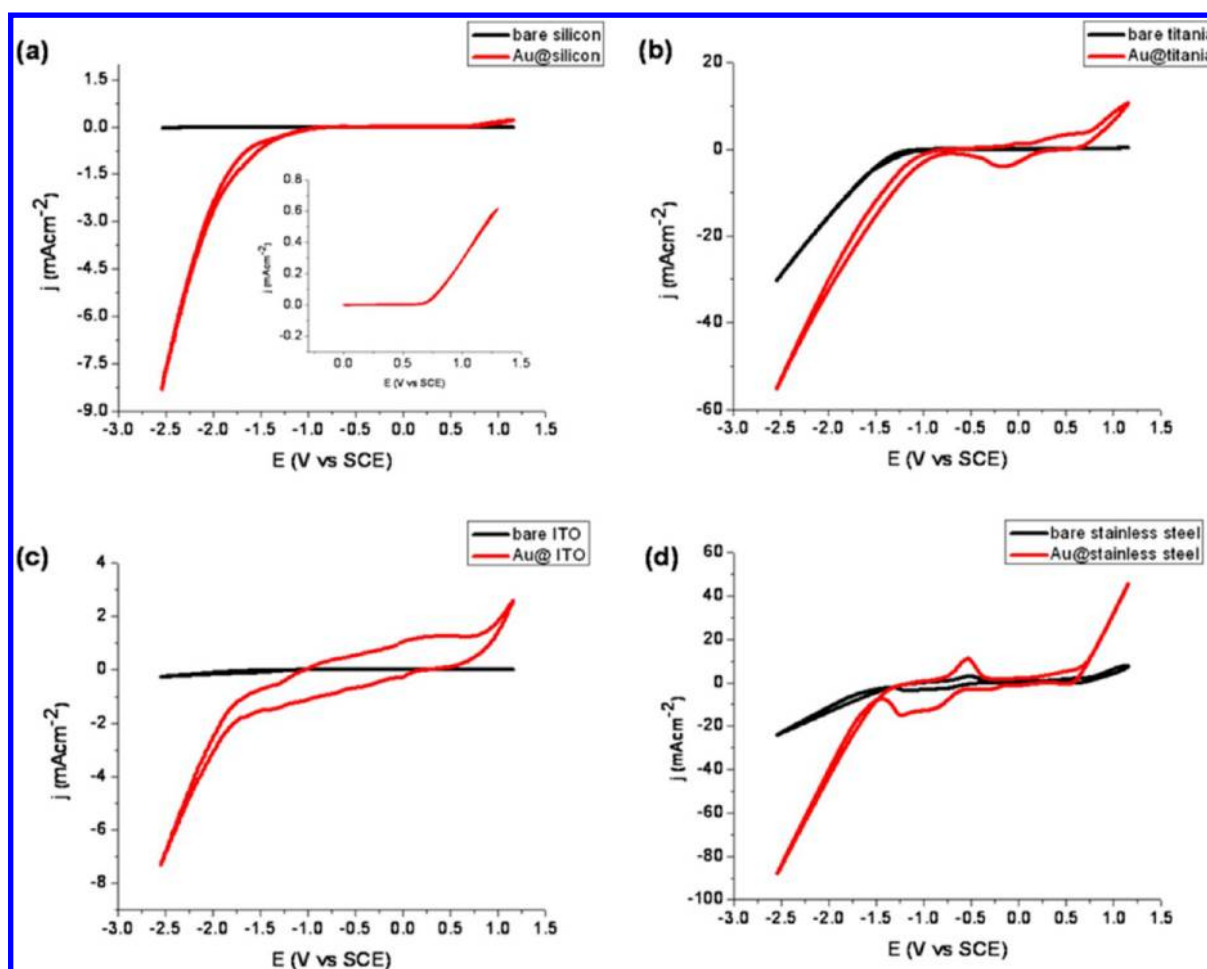 (a)
bare silicon
Au@silicon
1.5
0.0
-1.5
-3.0
-4.5
-6.0
-7.5
-9.0
j (mAcm-2)
-3.0 -2.5 -2.0 -1.5 -1.0 -0.5 0.0 0.5 1.0 1.5
E (V vs SCE)
0.8
0.6
0.4
0.2
0.0
-0.2
j (mAcm-2)
0.0 0.5 1.0 1.5
E (V vs SCE)
(b)
bare titania
Au@titania
20
0
-20
-40
-60
j (mAcm-2)
-3.0 -2.5 -2.0 -1.5 -1.0 -0.5 0.0 0.5 1.0 1.5
E (V vs SCE)
(c)
bare ITO
Au@ ITO
4
2
0
-2
-4
-6
-8
j (mAcm-2)
-3.0 -2.5 -2.0 -1.5 -1.0 -0.5 0.0 0.5 1.0 1.5
E (V vs SCE)
(d)
bare stainless steel
Au@stainless steel
60
40
20
0
-20
-40
-60
-80
-100
j (mAcm-2)
-3.0 -2.5 -2.0 -1.5 -1.0 -0.5 0.0 0.5 1.0 1.5
E (V vs SCE)